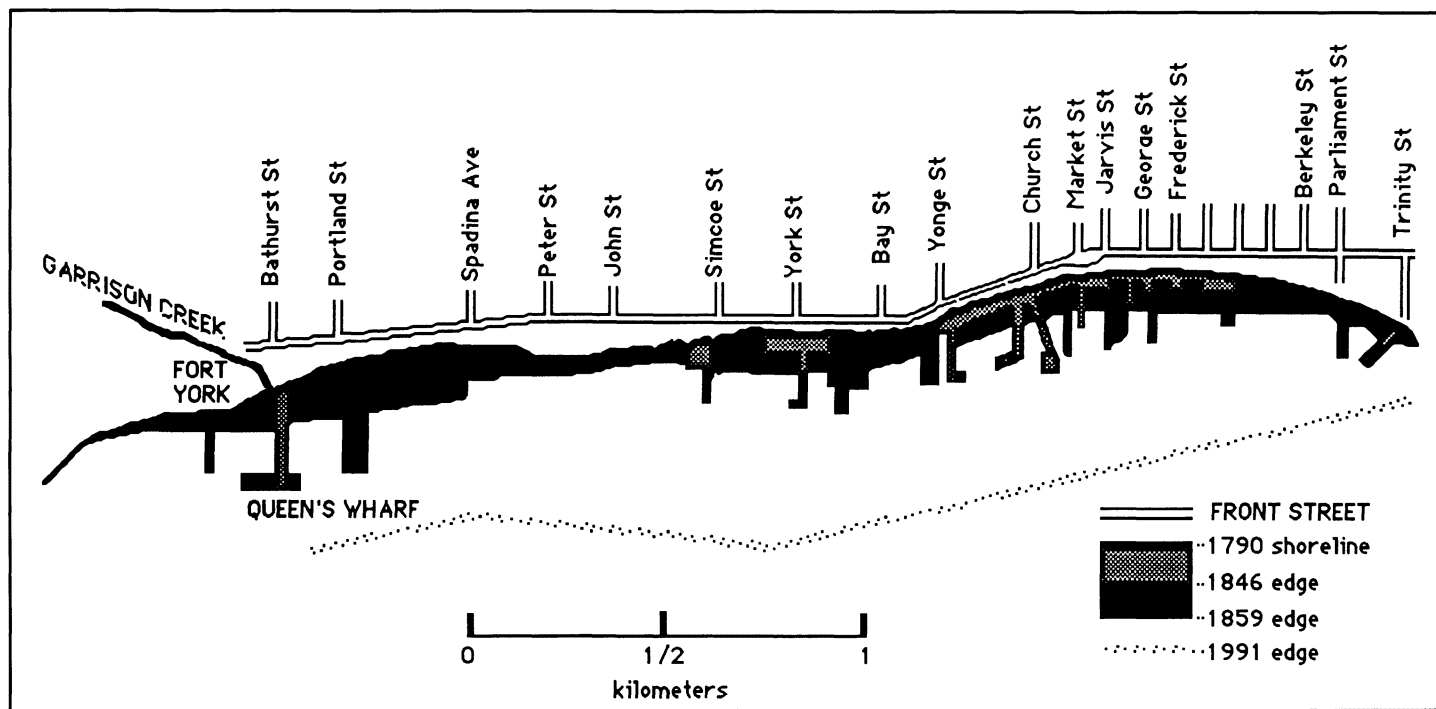 GARRISON CREEK
Bathurst St
Portland St
Spadina Ave
Peter St
John St
Simcoe St
York St
Bay St
Yonge St
Church St
Market St
Jarvis St
George St
Frederick St
Berkeley St
Parliament St
Trinity St
FORT
YORK
QUEEN'S WHARF
FRONT STREET
1790 shoreline
1846 edge
1859 edge
1991 edge
0 1/2 1
kilometers